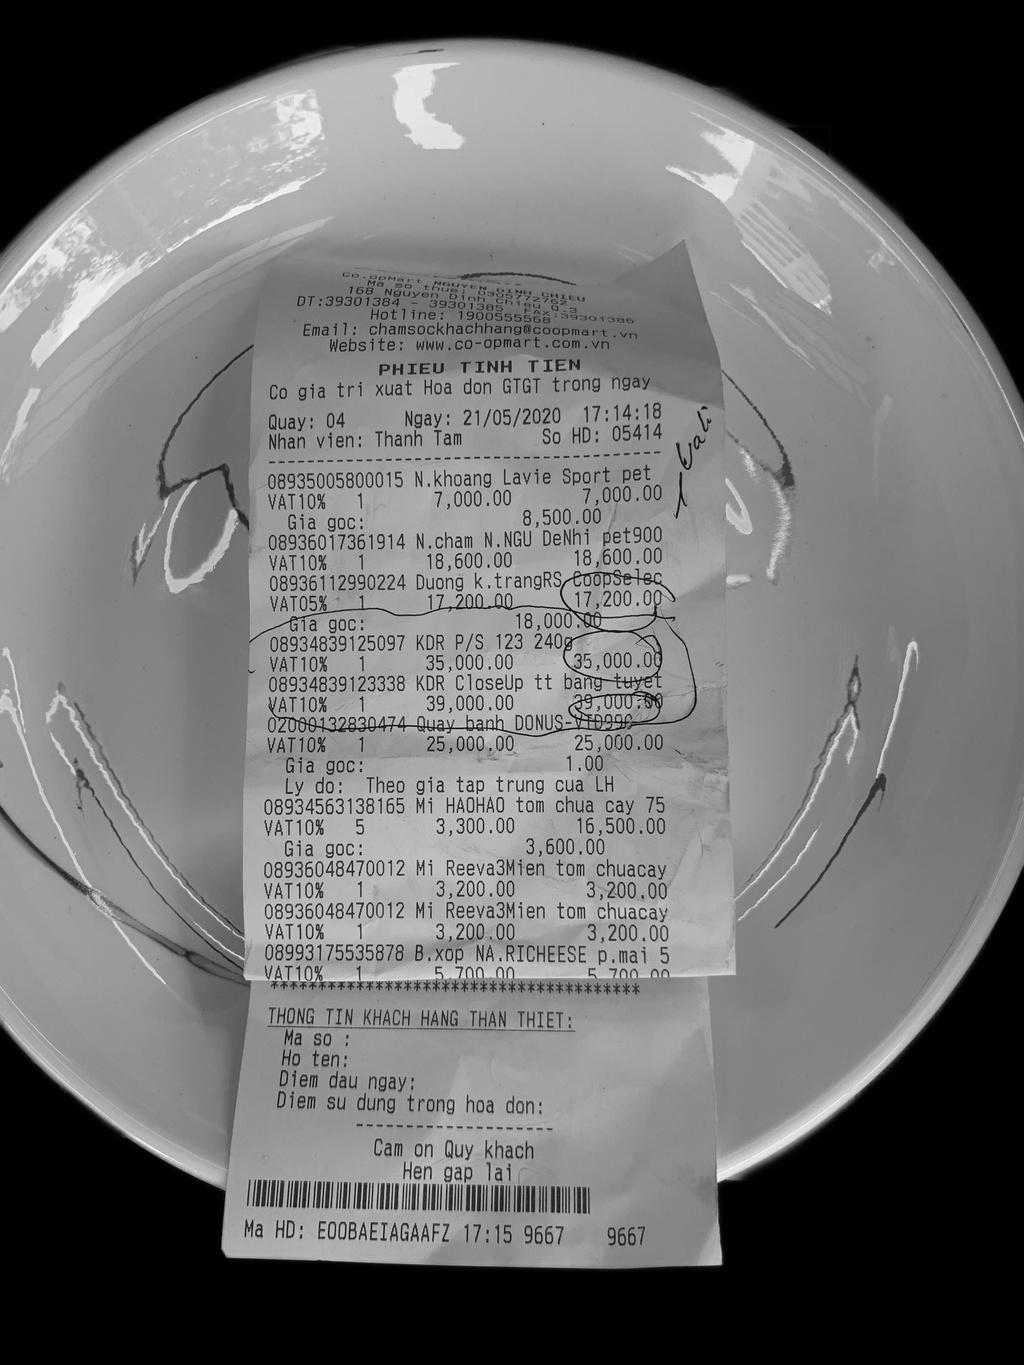 Co.opMart NGUYEN DINH CHIEU
Ma so thue:
168 Nguyen Dinh Chieu Q.3
DT:39301384 - 39301385 FAX:39301386
Hotline: 1900555568
Email: chamsockhachhang@coopmart.vn
Website: www.co-opmart.com.vn
PHIEU TINH TIEN
Co gia tri xuat Hoa don GTGT trong ngay
Quay: 04 Ngay: 21/05/2020 17:14:18
Nhan vien: Thanh Tam So HD: 05414
08935005800015 N.khoang Lavie Sport pet
VAT10% 1 7,000.00 7,000.00
Gia goc: 8,500.00
08936017361914 N.cham N.NGU DeNhi pet900
VAT10% 1 18,600.00 18,600.00
08936112990224 Duong k.trangRS CoopSelec
VAT05% 1 17,200.00 17,200.00
Gia goc: 18,000.00
08934839125097 KDR P/S 123 240g
VAT10% 1 35,000.00 35,000.00
08934839123338 KDR CloseUp tt bang tuyet
VAT10% 1 39,000.00 39,000.00
02000132830474 Quay banh
VAT10% 1 25,000.00 25,000.00
Gia goc: 1.00
Ly do: Theo gia tap trung cua LH
08934563138165 Mi HAOHAO tom chua cay 75
VAT10% 5 3,300.00 16,500.00
Gia goc: 3,600.00
08936048470012 Mi Reeva3Mien tom chuacay
VAT10% 1 3,200.00 3,200.00
08936048470012 Mi Reeva3Mien tom chuacay
VAT10% 1 3,200.00 3,200.00
08993175535878 B.xop NA.RICHEESE p.mai 5
VAT10% 1 5,700.00 5,700.00
****************************************
THONG TIN KHACH HANG THAN THIET:
Ma so :
Ho ten:
Diem dau ngay:
Diem su dung trong hoa don:
Cam on Quy khach
Hen gap lai
Ma HD: EOOBAEIAGAAFZ 17:15 9667 9667